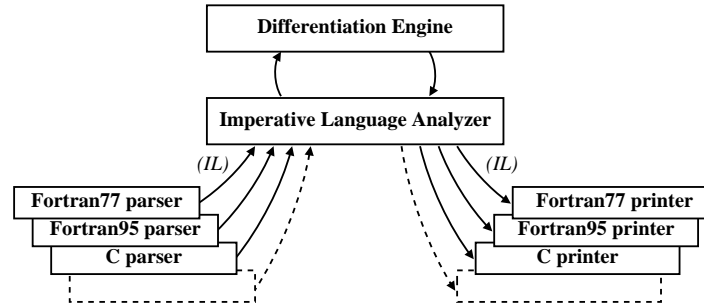 Differentiation Engine
Imperative Language Analyzer
(IL) (IL)
Fortran77 parser Fortran77 printer
Fortran95 parser Fortran95 printer
C parser C printer